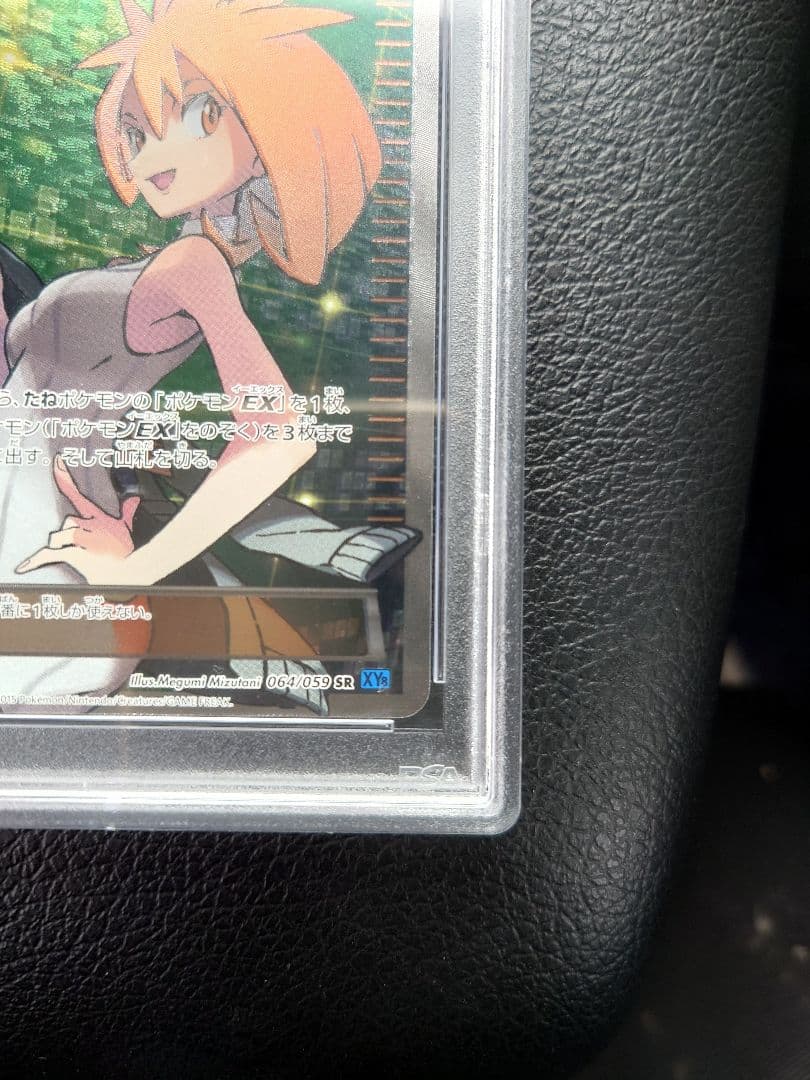 ら、たねポケモンの「ポケモンEX」を1枚、
モン(「ポケモンEX」をのぞく)を3枚まで
に出す。そして山札を切る。
番に1枚しか使えない。
Illus.Megumi Mizutani 064/059 SR XY8
2015 Pokémon/Nintendo/Creatures/GAME FREAK.
PSA